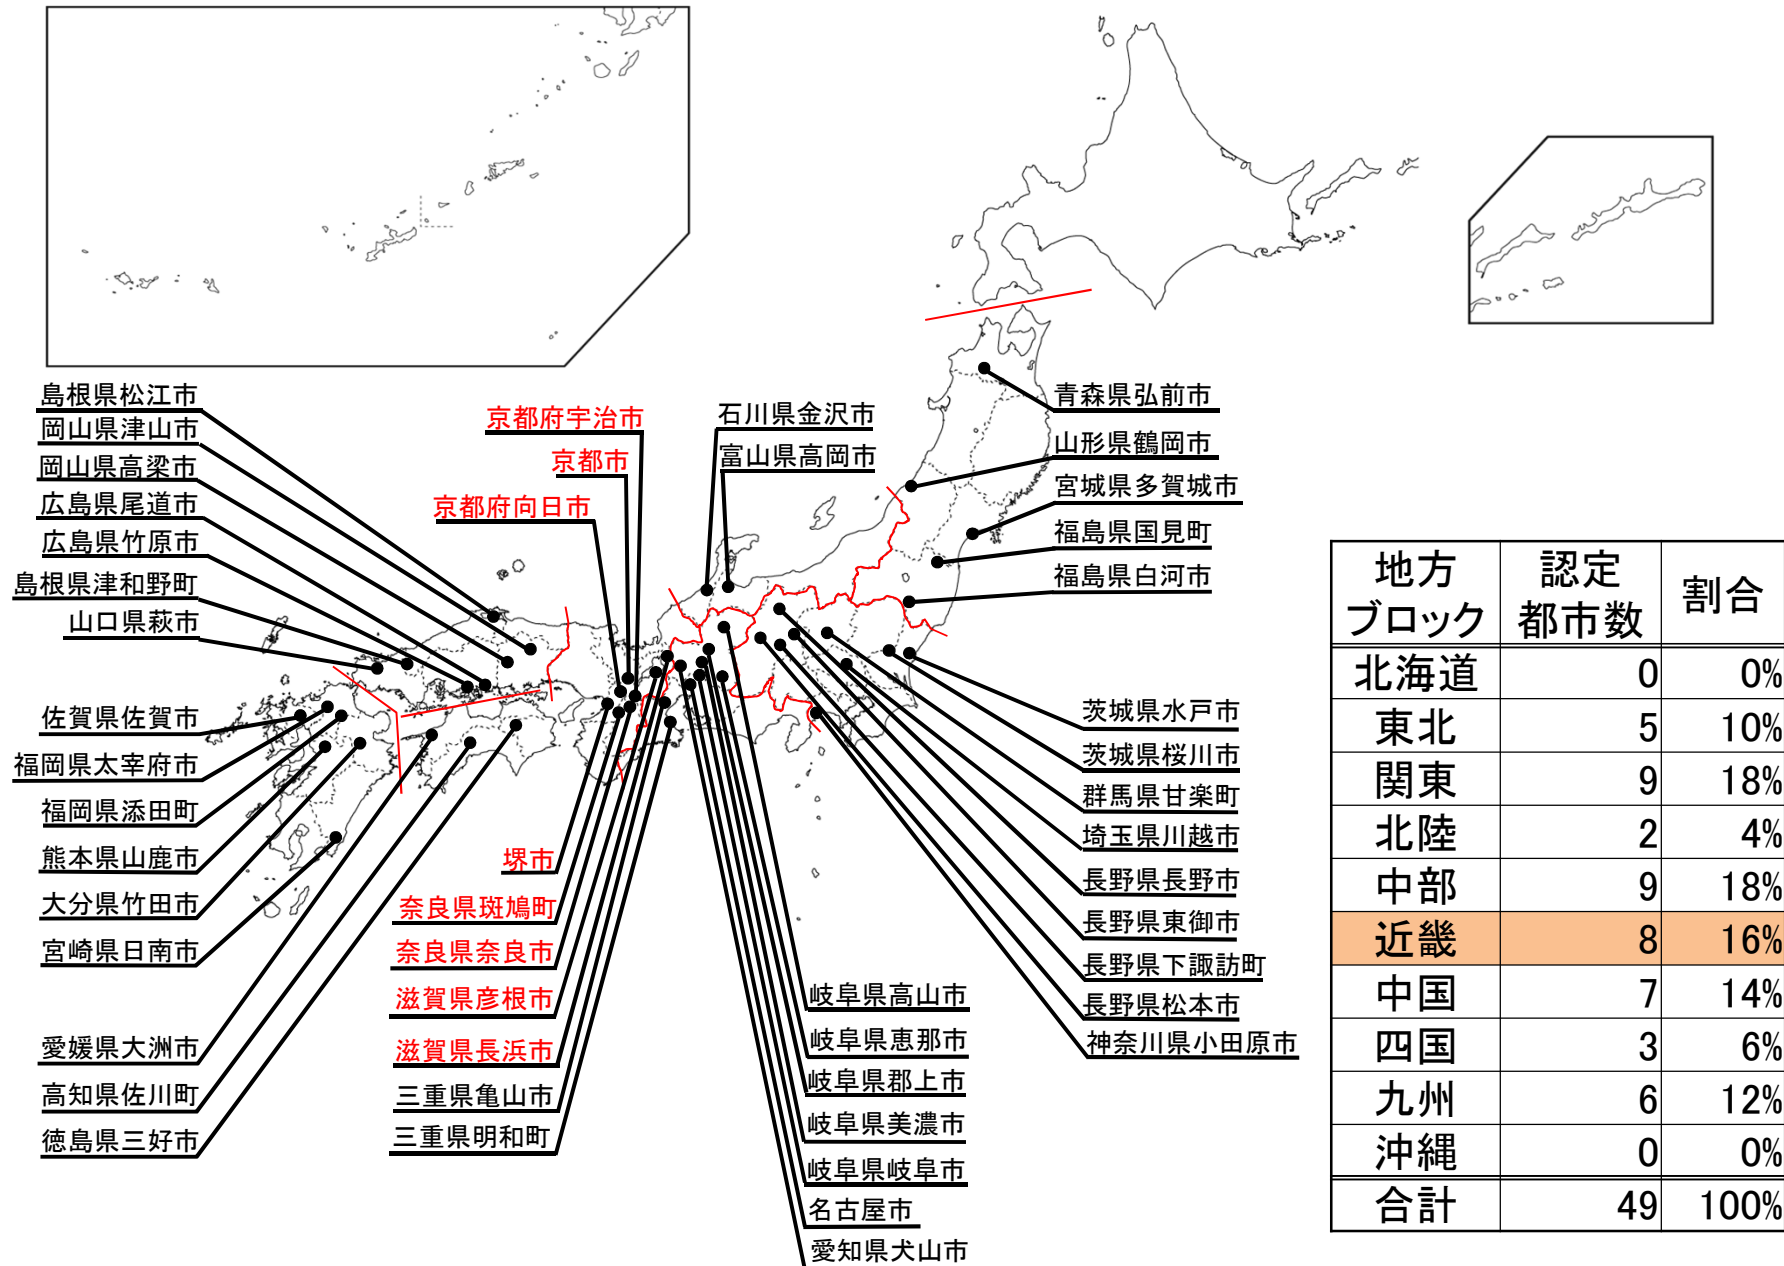 島根県松江市
岡山県津山市
岡山県高梁市
広島県尾道市
広島県竹原市
島根県津和野町
山口県萩市
佐賀県佐賀市
福岡県太宰府市
福岡県添田町
熊本県山鹿市
大分県竹田市
宮崎県日南市
愛媛県大洲市
高知県佐川町
徳島県三好市
京都府宇治市
京都市
京都府向日市
堺市
奈良県斑鳩町
奈良県奈良市
滋賀県彦根市
滋賀県長浜市
三重県亀山市
三重県明和町
石川県金沢市
富山県高岡市
岐阜県高山市
岐阜県恵那市
岐阜県郡上市
岐阜県美濃市
岐阜県岐阜市
名古屋市
愛知県犬山市
青森県弘前市
山形県鶴岡市
宮城県多賀城市
福島県国見町
福島県白河市
茨城県水戸市
茨城県桜川市
群馬県甘楽町
埼玉県川越市
長野県長野市
長野県東御市
長野県下諏訪町
長野県松本市
神奈川県小田原市
地方 認定 割合
ブロック 都市数
北海道 0 0%
東北 5 10%
関東 9 18%
北陸 2 4%
中部 9 18%
近畿 8 16%
中国 7 14%
四国 3 6%
九州 6 12%
沖縄 0 0%
合計 49 100%